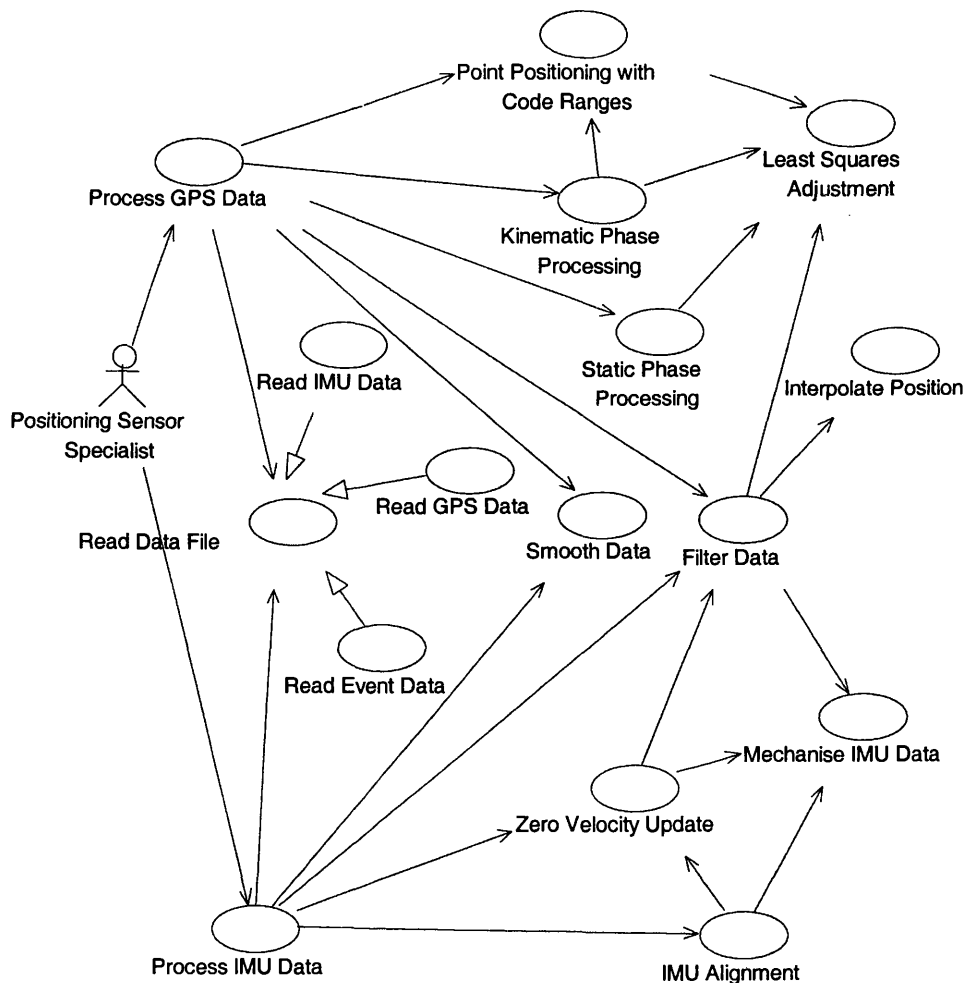 Point Positioning with
Code Ranges
Least Squares
Adjustment
Process GPS Data
Kinematic Phase
Processing
Read IMU Data
Static Phase
Processing
Interpolate Position
Positioning Sensor
Specialist
Read GPS Data
Read Data File
Smooth Data
Filter Data
Read Event Data
Mechanise IMU Data
Zero Velocity Update
Process IMU Data
IMU Alignment